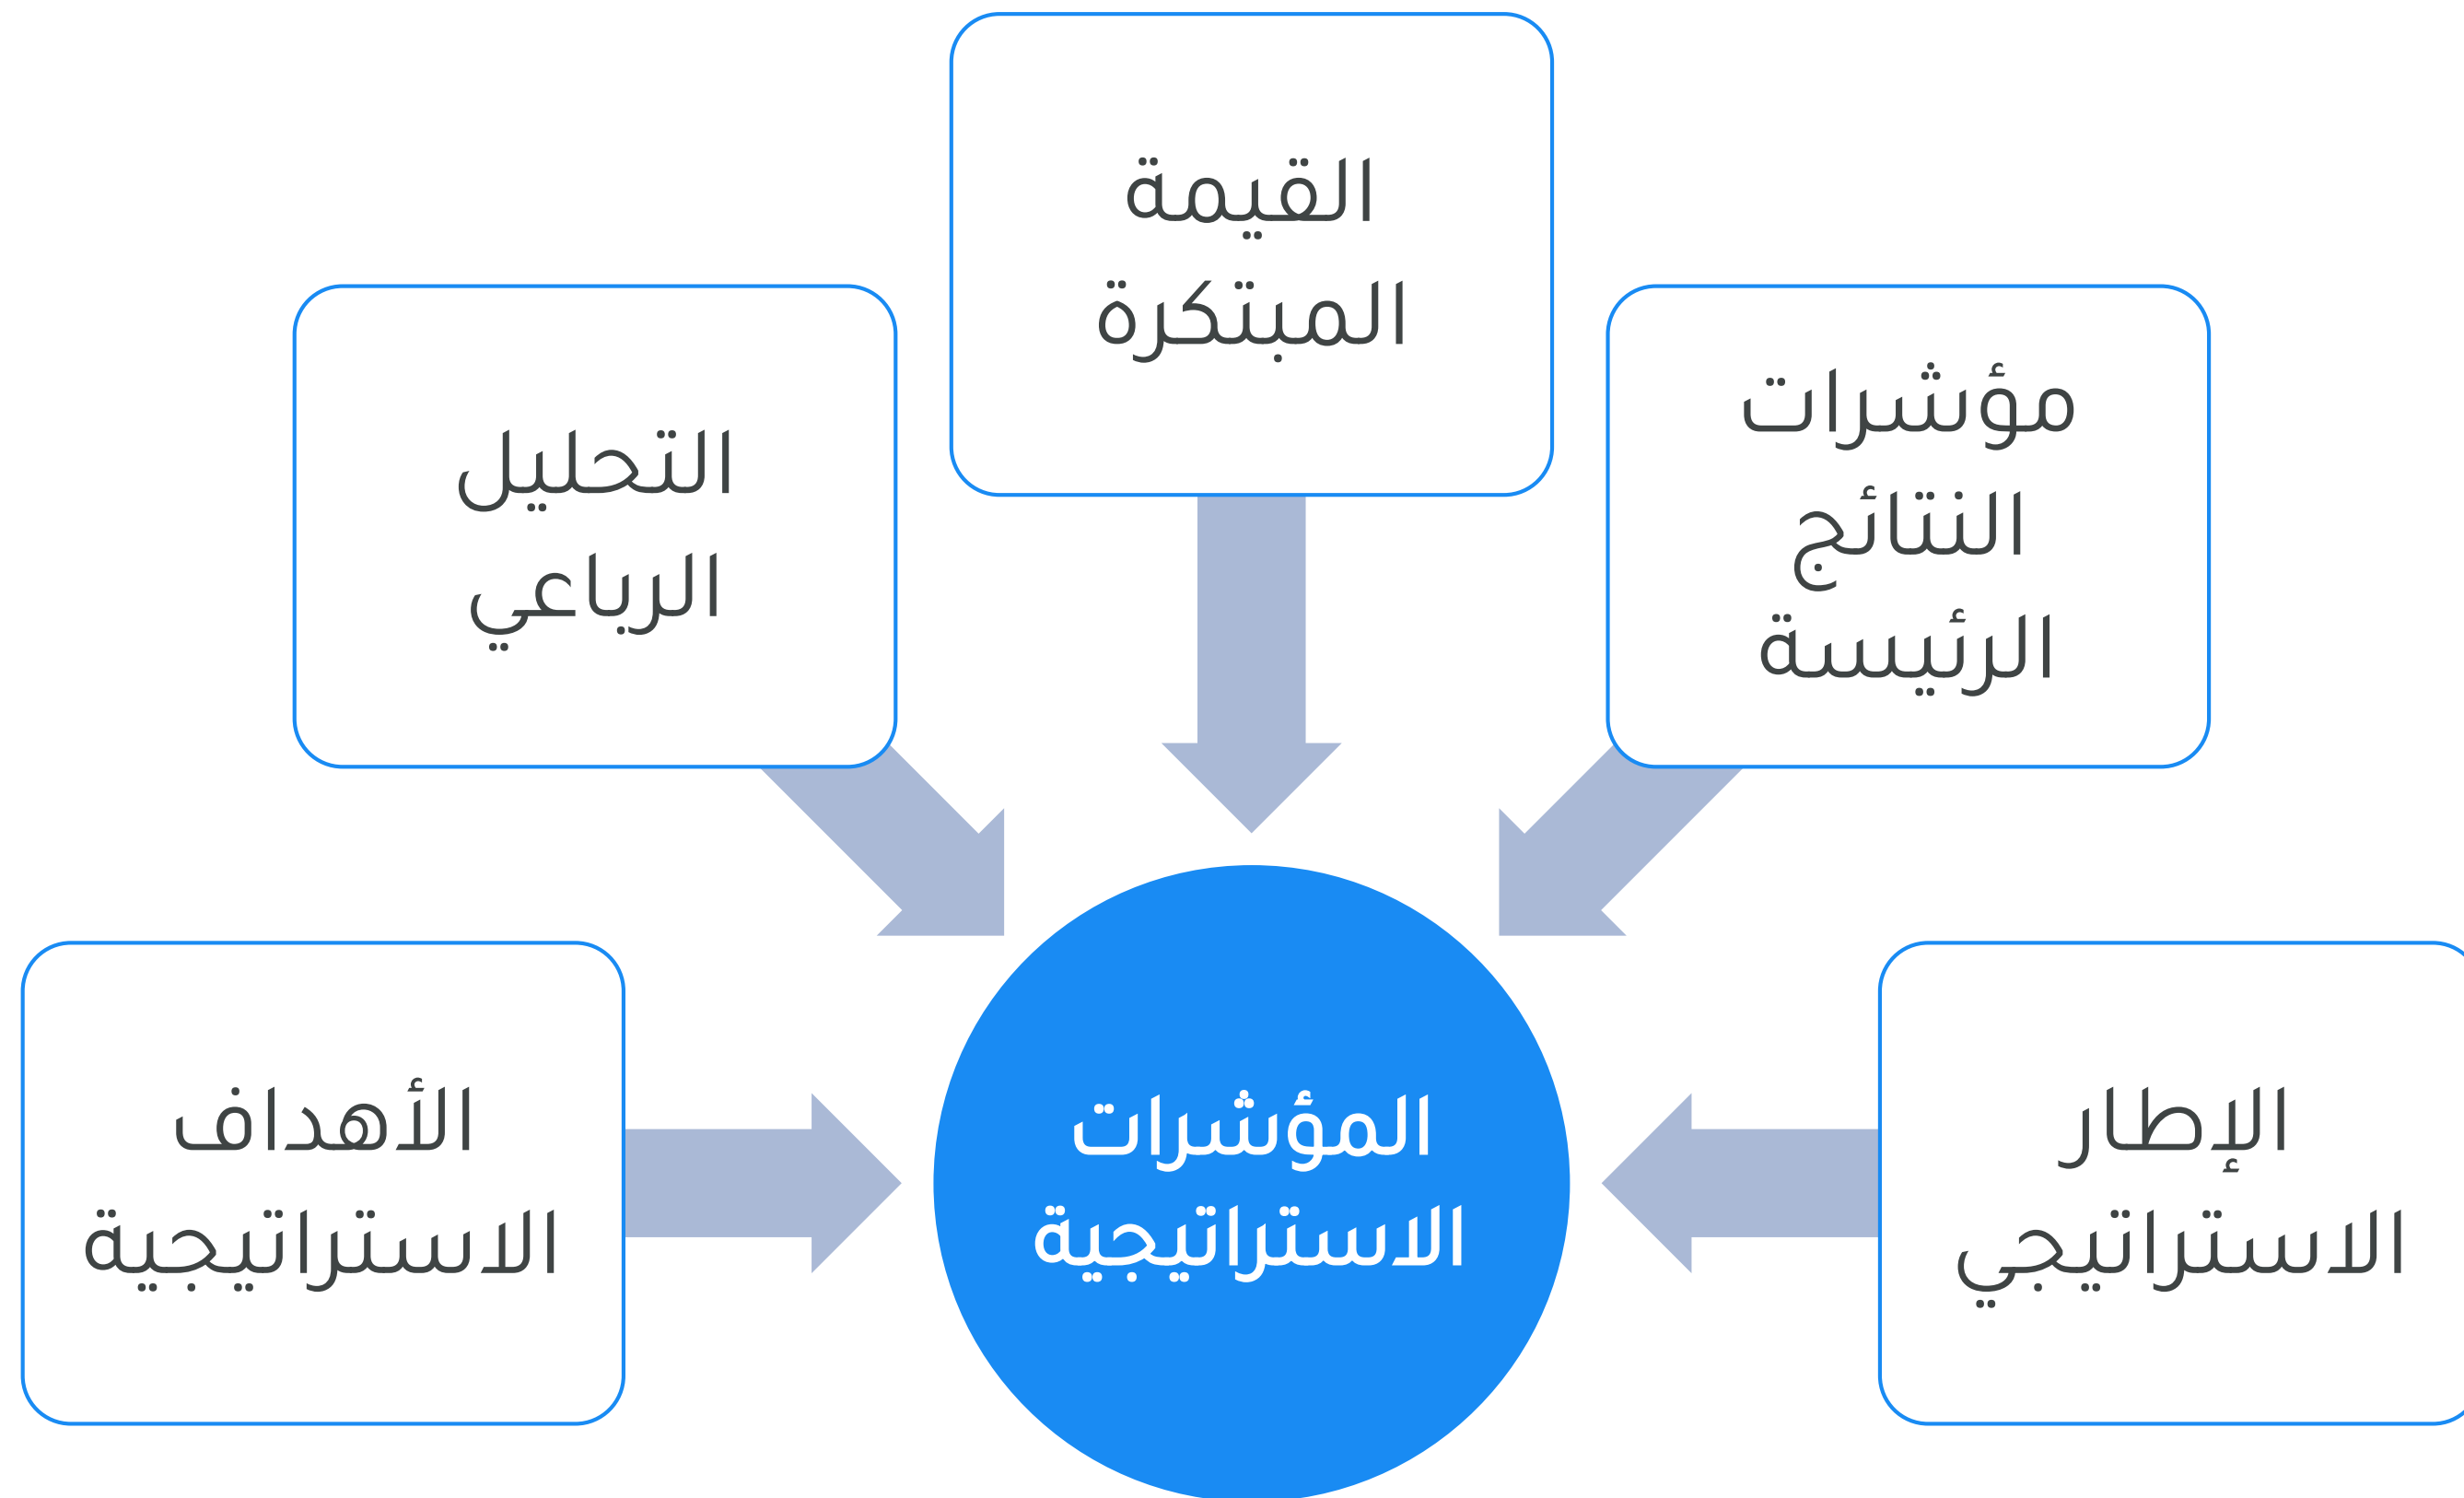 القيمة
المبتكرة
مؤشرات
النتائج
الرئيسة
التحليل
الرباعي
الإطار
الاستراتيجي
المؤشرات
الاستراتيجية
الأهداف
الاستراتيجية